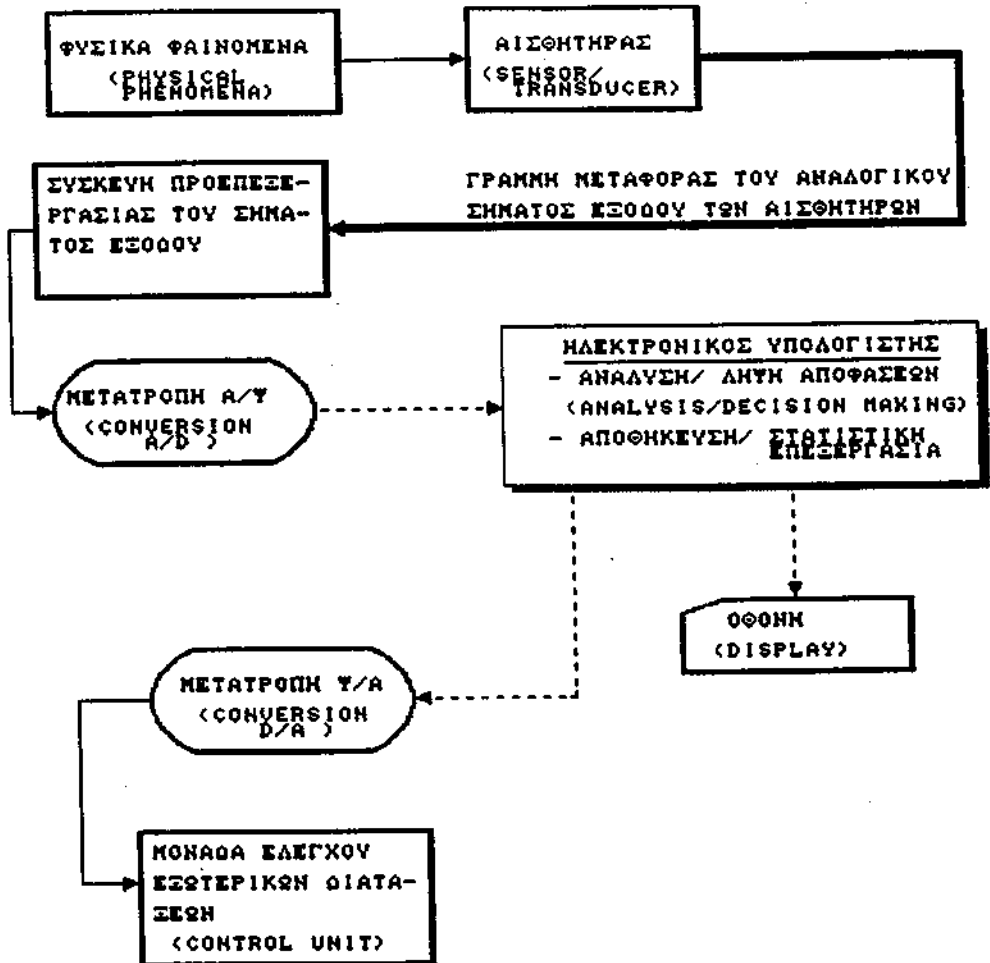 ΦΥΣΙΚΑ ΦΑΙΝΟΜΕΝΑ
(PHYSICAL
PHENOMENA)
ΑΙΣΘΗΤΗΡΑΣ
(SENSOR/
TRANSDUCER)
ΓΡΑΜΜΗ ΜΕΤΑΦΟΡΑΣ ΤΟΥ ΑΝΑΛΟΓΙΚΟΥ
ΣΗΜΑΤΟΣ ΕΞΟΔΟΥ ΤΩΝ ΑΙΣΘΗΤΗΡΩΝ
ΣΥΣΚΕΥΗ ΠΡΟΕΠΕΞΕ-
ΡΓΑΣΙΑΣ ΤΟΥ ΣΗΜΑ-
ΤΟΣ ΕΞΟΔΟΥ
ΜΕΤΑΤΡΟΠΗ Α/Ψ
(CONVERSION
A/D )
ΗΛΕΚΤΡΟΝΙΚΟΣ ΥΠΟΛΟΓΙΣΤΗΣ
- ΑΝΑΛΥΣΗ/ ΛΗΨΗ ΑΠΟΦΑΣΕΩΝ
(ANALYSIS/DECISION MAKING)
- ΑΠΟΘΗΚΕΥΣΗ/ ΣΤΑΤΙΣΤΙΚΗ
ΕΠΕΞΕΡΓΑΣΙΑ
ΟΘΟΝΗ
(DISPLAY)
ΜΕΤΑΤΡΟΠΗ Ψ/Α
(CONVERSION
D/A )
ΜΟΝΑΔΑ ΕΛΕΓΧΟΥ
ΕΞΩΤΕΡΙΚΩΝ ΔΙΑΤΑ-
ΞΕΩΝ
(CONTROL UNIT)